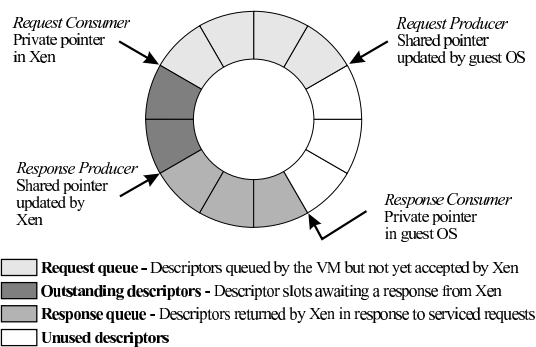 Request Consumer
Private pointer
in Xen
Request Producer
Shared pointer
updated by guest OS
Response Producer
Shared pointer
updated by
Xen
Response Consumer
Private pointer
in guest OS
Request queue - Descriptors queued by the VM but not yet accepted by Xen
Outstanding descriptors - Descriptor slots awaiting a response from Xen
Response queue - Descriptors returned by Xen in response to serviced requests
Unused descriptors